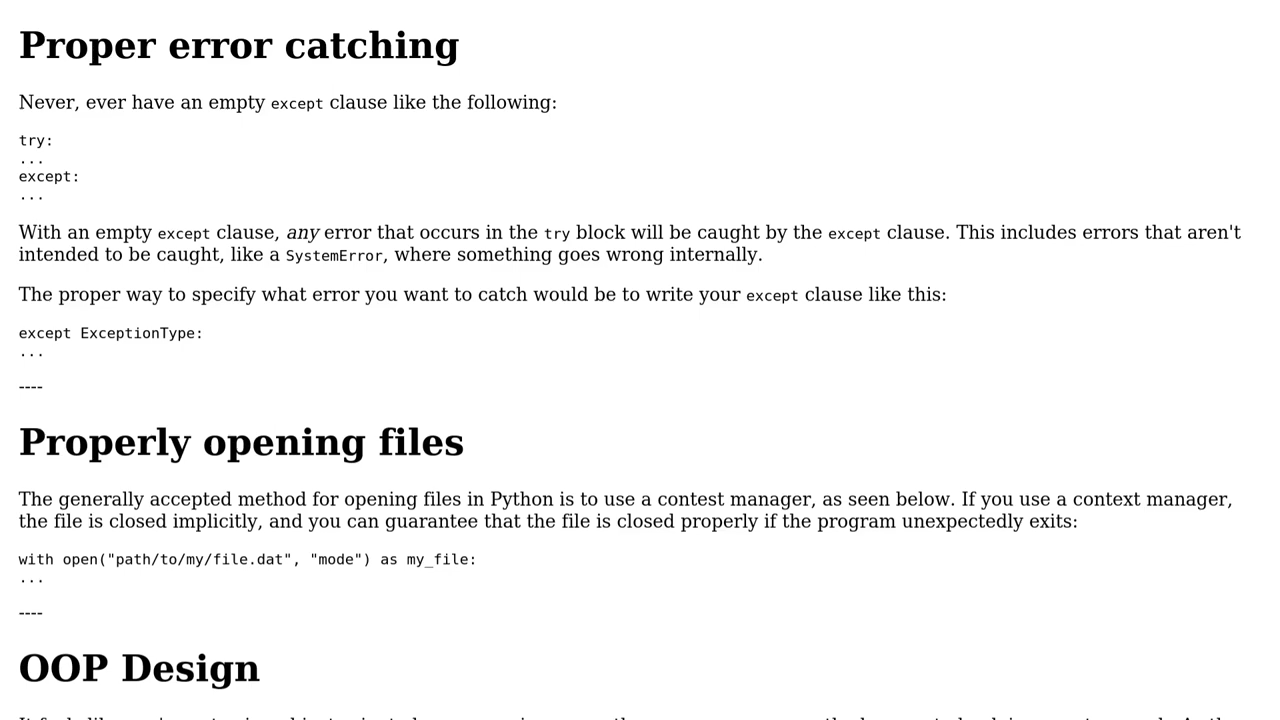 Proper error catching
Never, ever have an empty except clause like the following:
try:
...
except:
...
With an empty except clause, any error that occurs in the try block will be caught by the except clause. This includes errors that aren't
intended to be caught, like a SystemError, where something goes wrong internally.
The proper way to specify what error you want to catch would be to write your except clause like this:
except ExceptionType:
...
----
Properly opening files
The generally accepted method for opening files in Python is to use a contest manager, as seen below. If you use a context manager,
the file is closed implicitly, and you can guarantee that the file is closed properly if the program unexpectedly exits:
with open("path/to/my/file.dat", "mode") as my_file:
...
----
OOP Design